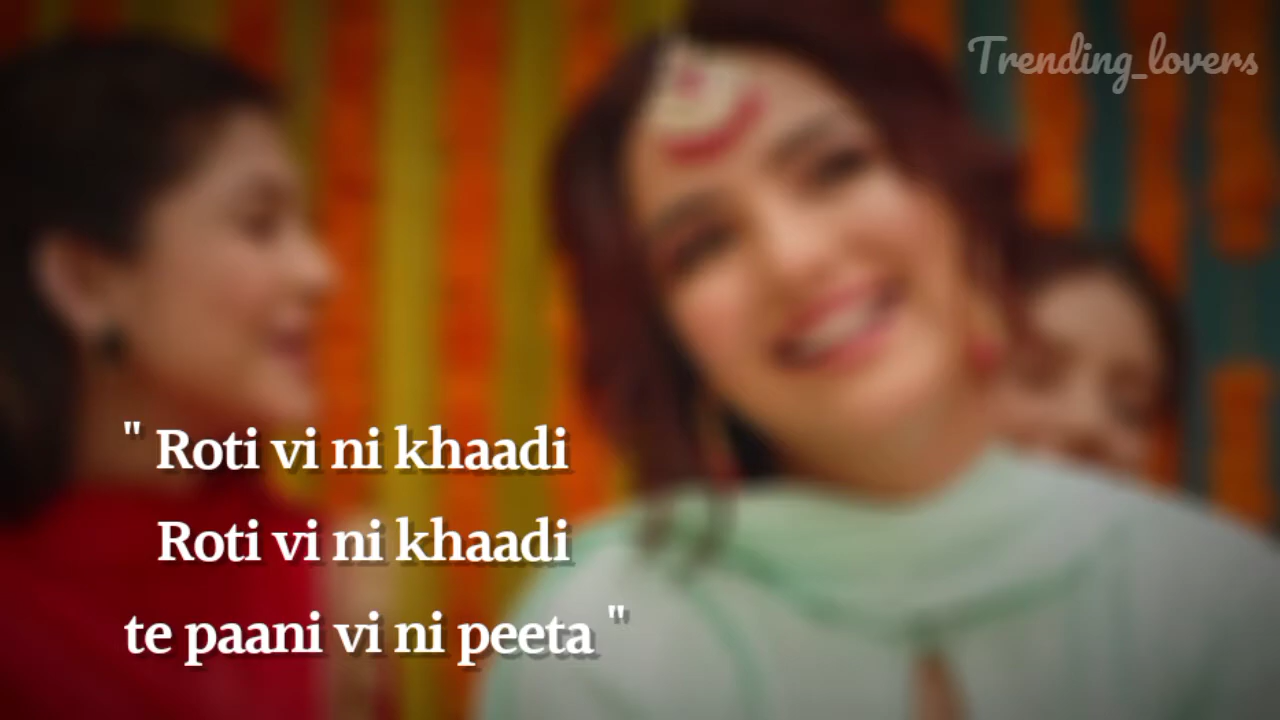 Trending_lovers
" Roti vi ni khaadi
Roti vi ni khaadi
te paani vi ni peeta "